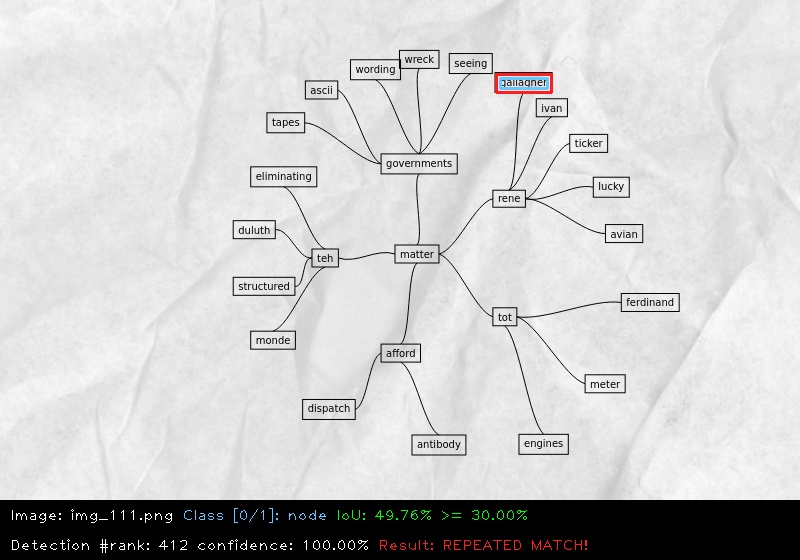 wreck
seeing
wording
gallagher
ascii
ivan
tapes
ticker
governments
eliminating
lucky
rene
duluth
avian
matter
teh
structured
ferdinand
tot
monde
afford
meter
dispatch
antibody
engines
Image: img_111.png Class [0/1]: node IoU: 49.76% >= 30.00%
Detection #rank: 412 confidence: 100.00% Result: REPEATED MATCH!